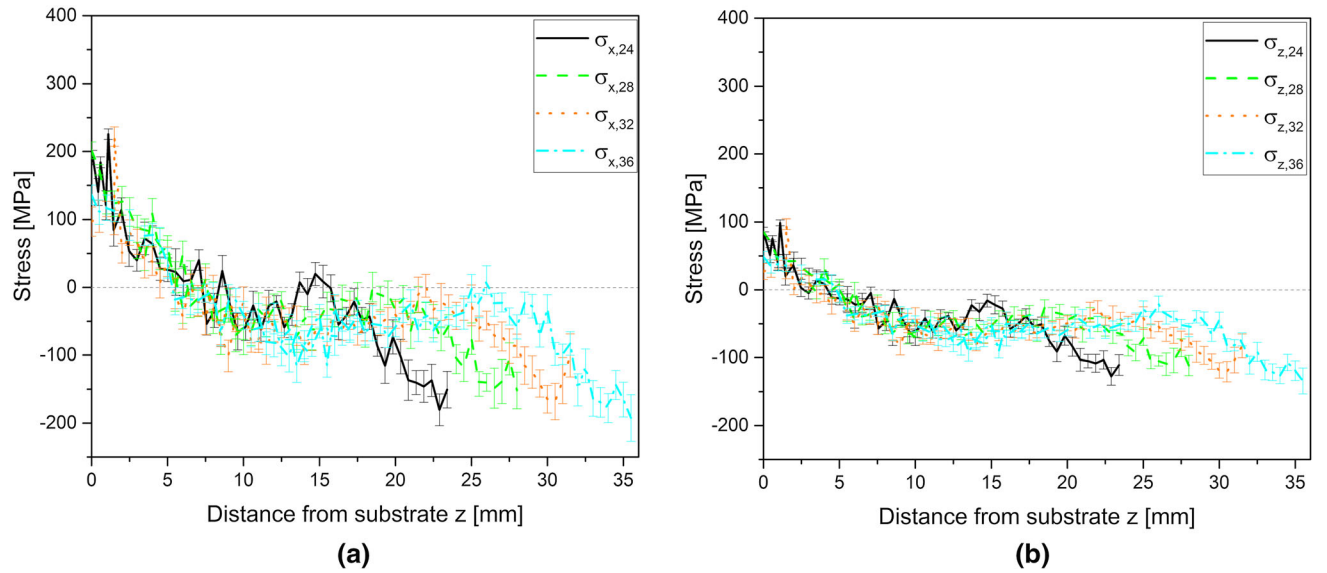 400
300
200
100
0
-100
-200
Stress [MPa]
0 5 10 15 20 25 30 35
Distance from substrate z [mm]
σx,24
σx,28
σx,32
σx,36
(a)
400
300
200
100
0
-100
-200
Stress [MPa]
0 5 10 15 20 25 30 35
Distance from substrate z [mm]
σz,24
σz,28
σz,32
σz,36
(b)